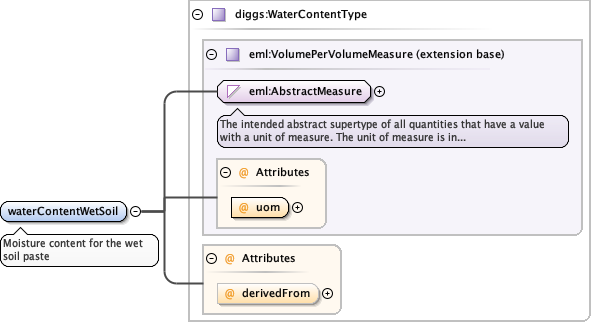 diggs:WaterContentType
eml:VolumePerVolumeMeasure (extension base)
eml:AbstractMeasure
The intended abstract supertype of all quantities that have a value
with a unit of measure. The unit of measure is in...
@ Attributes
@ uom
waterContentWetSoil
Moisture content for the wet
soil paste
@ Attributes
@ derivedFrom